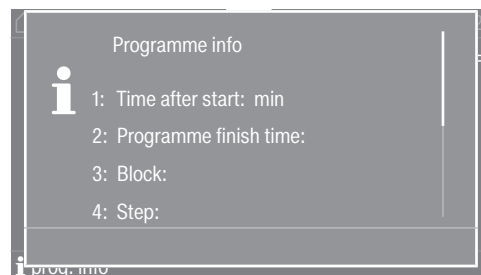 Programme info
1: Time after start: min
2: Programme finish time:
3: Block:
4: Step:
prog. info